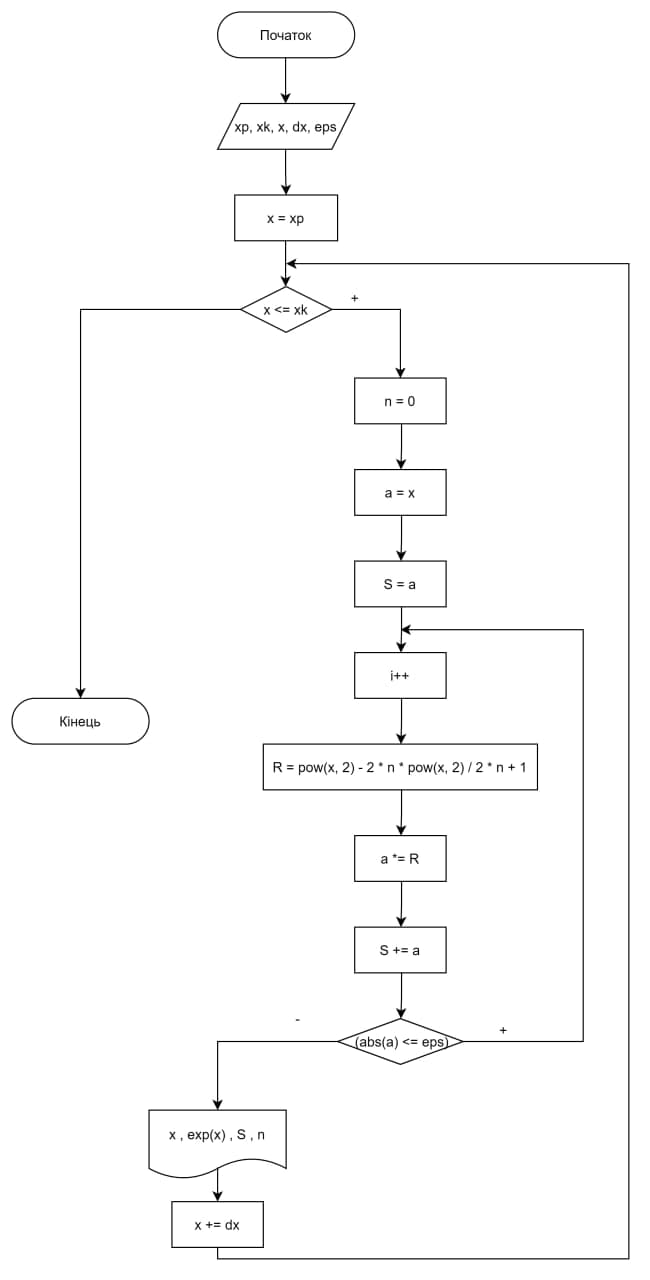 Початок
xp, xk, x, dx, eps
x = xp
x <= xk
+
n = 0
a = x
S = a
i++
Кінець
R = pow(x, 2) - 2 * n * pow(x, 2) / 2 * n + 1
a *= R
S += a
(abs(a) <= eps)
-
+
x , exp(x) , S , n
x += dx